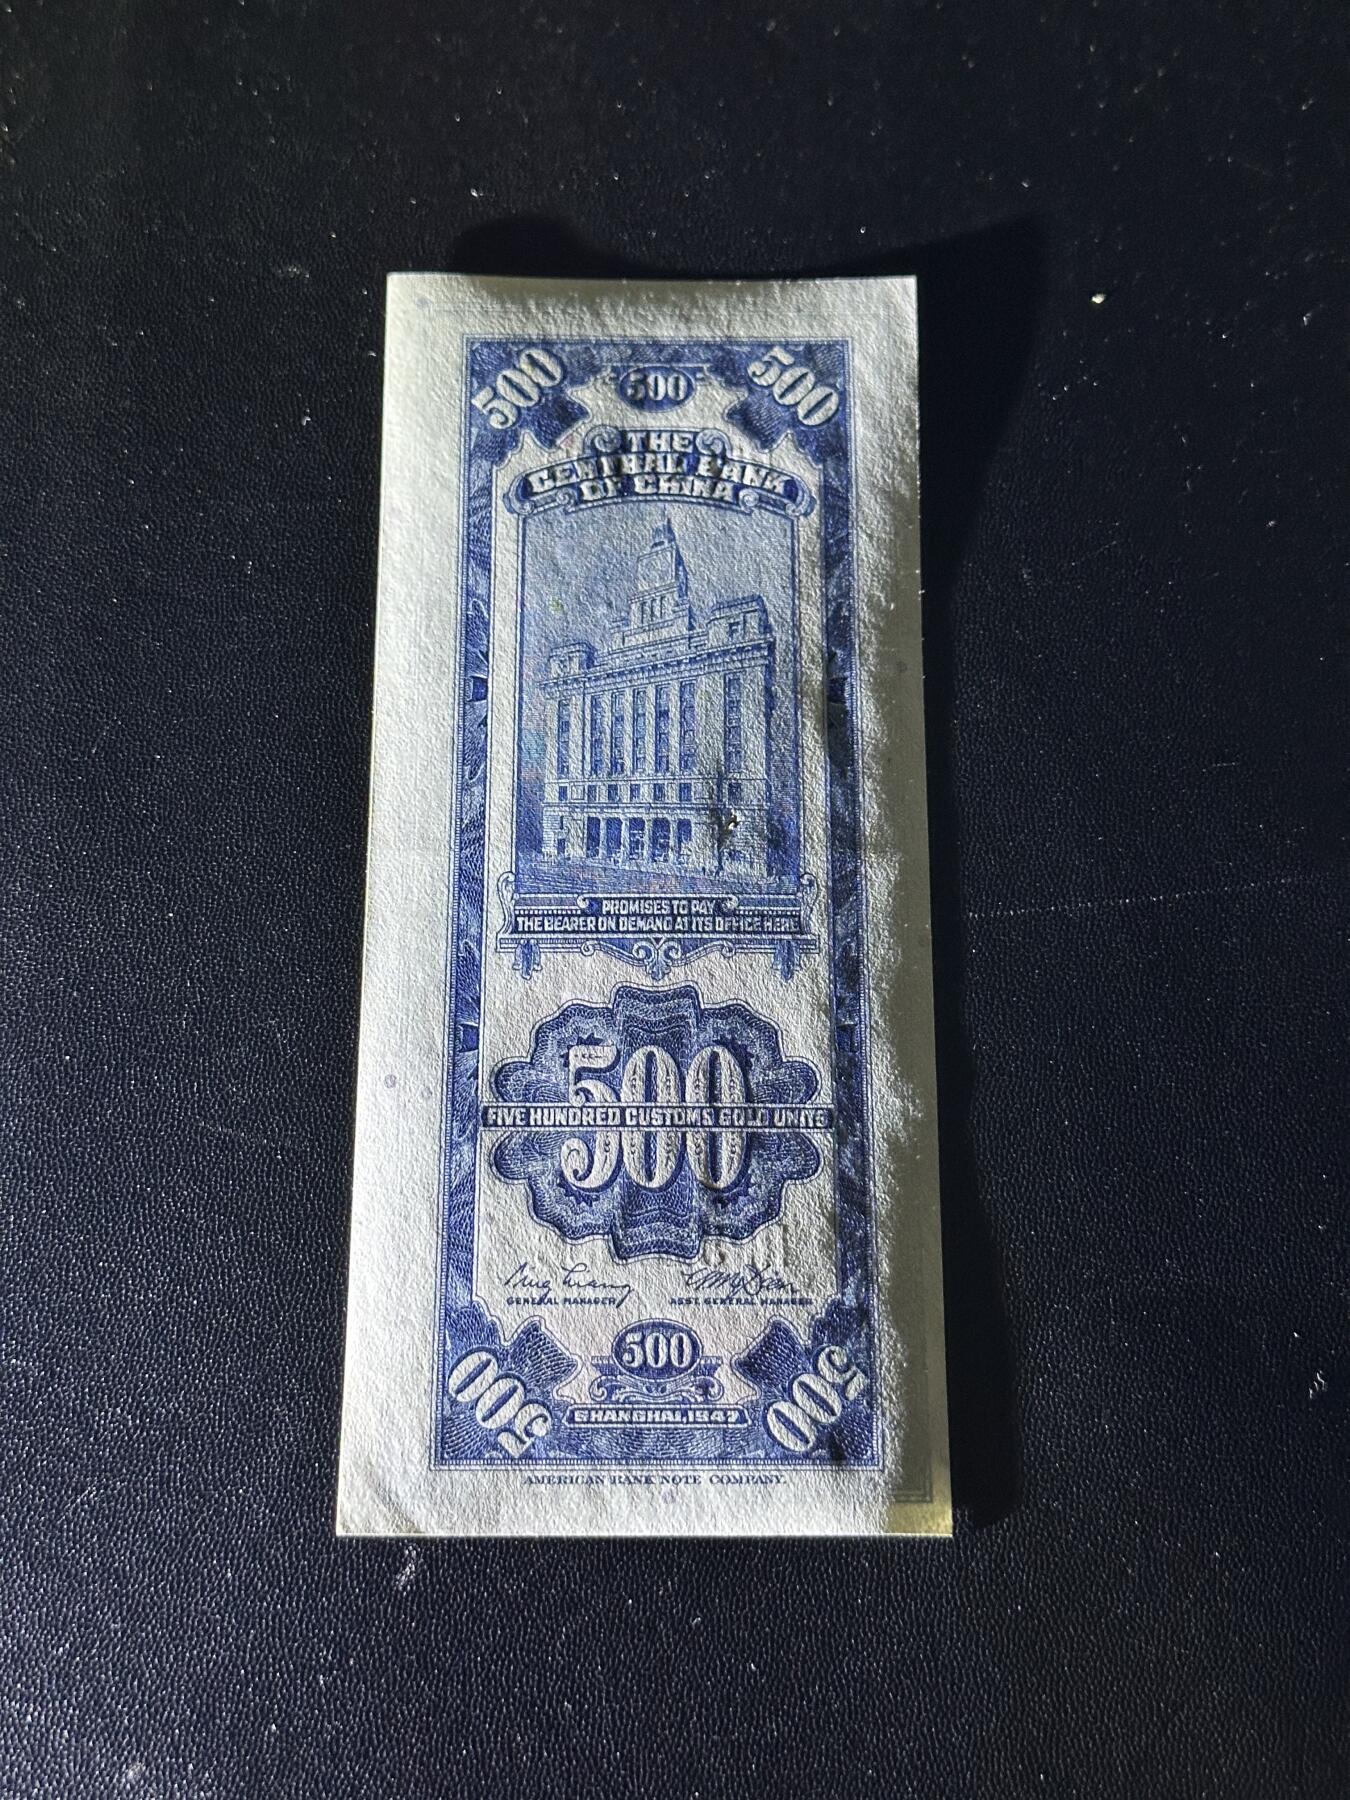 500 500 500
THE
CENTRAL BANK
OF CHINA
PROMISES TO PAY
THE BEARER ON DEMAND AT ITS OFFICE HERE
500
FIVE HUNDRED CUSTOMS GOLD UNITS
GENERAL MANAGER ASST. GENERAL MANAGER
500 500 500
SHANGHAI, 1947
AMERICAN BANK NOTE COMPANY.